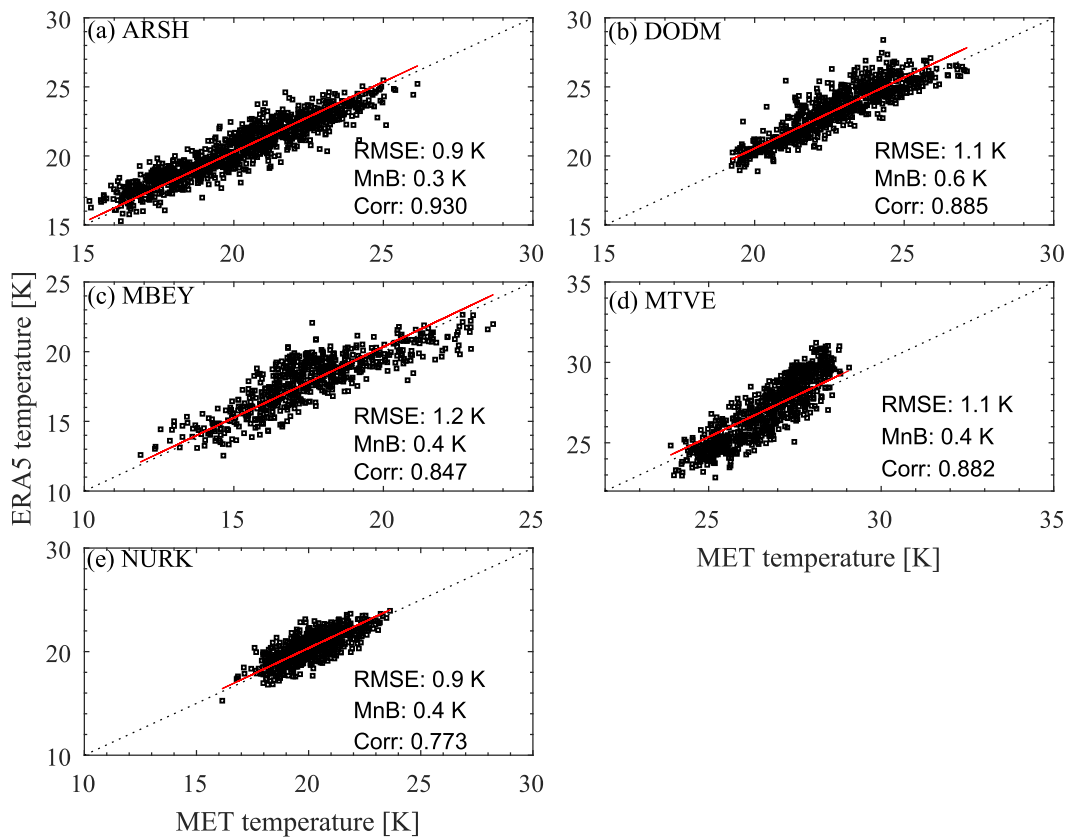 30
25
20
15
15
20
25
30
(a) ARSH
RMSE: 0.9 K
MnB: 0.3 K
Corr: 0.930
30
25
20
15
15
20
25
30
(b) DODM
RMSE: 1.1 K
MnB: 0.6 K
Corr: 0.885
25
20
15
10
10
15
20
25
(c) MBEY
RMSE: 1.2 K
MnB: 0.4 K
Corr: 0.847
35
30
25
25
30
35
(d) MTVE
RMSE: 1.1 K
MnB: 0.4 K
Corr: 0.882
MET temperature [K]
30
20
10
10
20
30
(e) NURK
RMSE: 0.9 K
MnB: 0.4 K
Corr: 0.773
MET temperature [K]
ERA5 temperature [K]